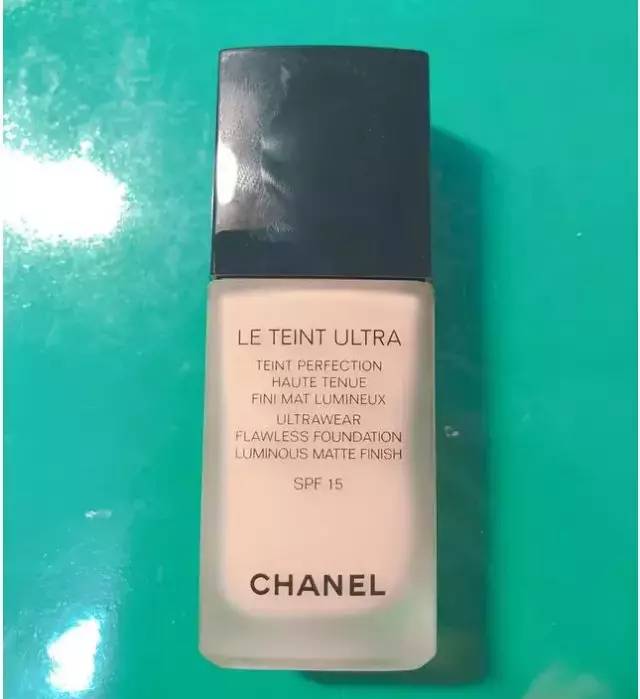 LE TEINT ULTRA
TEINT PERFECTION
HAUTE TENUE
FINI MAT LUMINEUX
ULTRAWEAR
FLAWLESS FOUNDATION
LUMINOUS MATTE FINISH
SPF 15
CHANEL